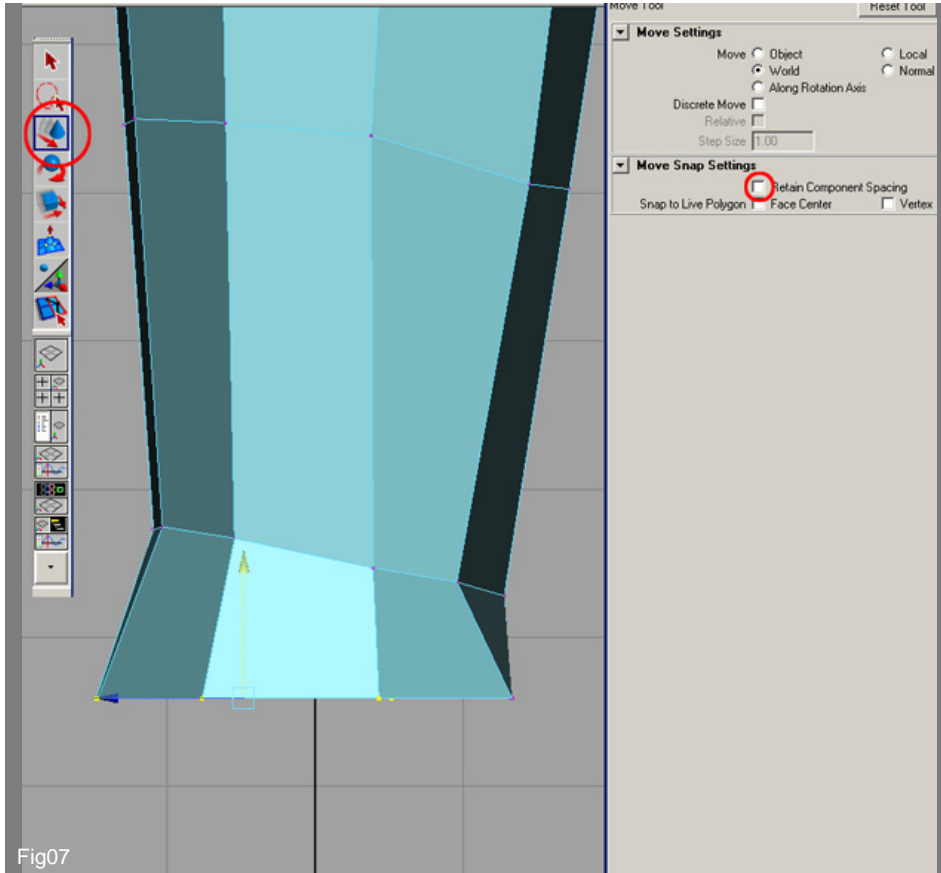 Move Tool
Reset Tool
Move Settings
Move Object Local
World Normal
Along Rotation Axis
Discrete Move
Relative
Step Size 1.00
Move Snap Settings
Retain Component Spacing
Snap to Live Polygon Face Center Vertex
Fig07